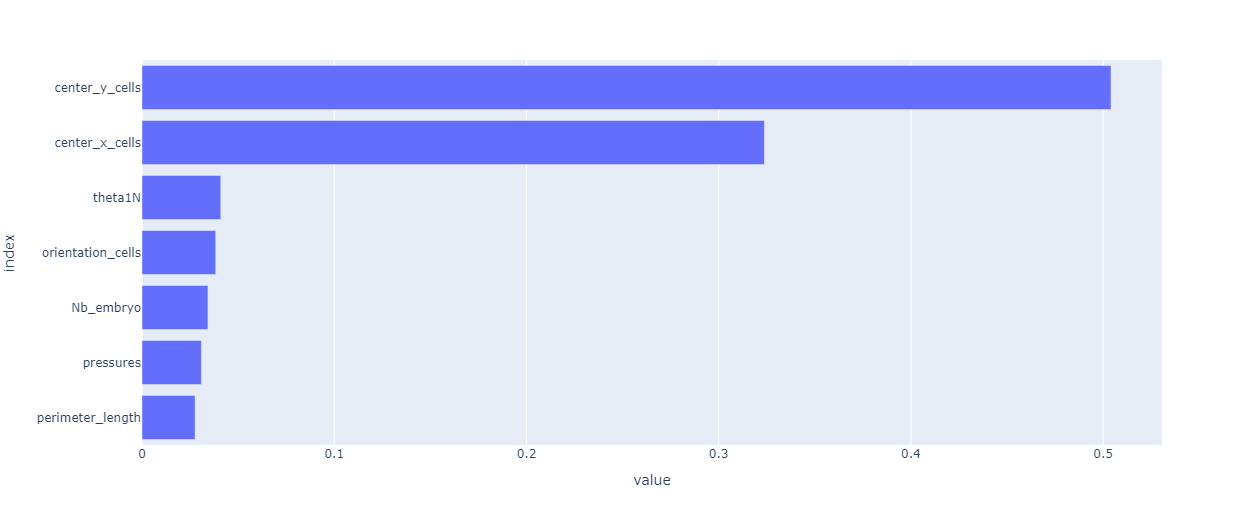 center_y_cells
center_x_cells
theta1N
orientation_cells
Nb_embryo
pressures
perimeter_length
index
0 0.1 0.2 0.3 0.4 0.5
value